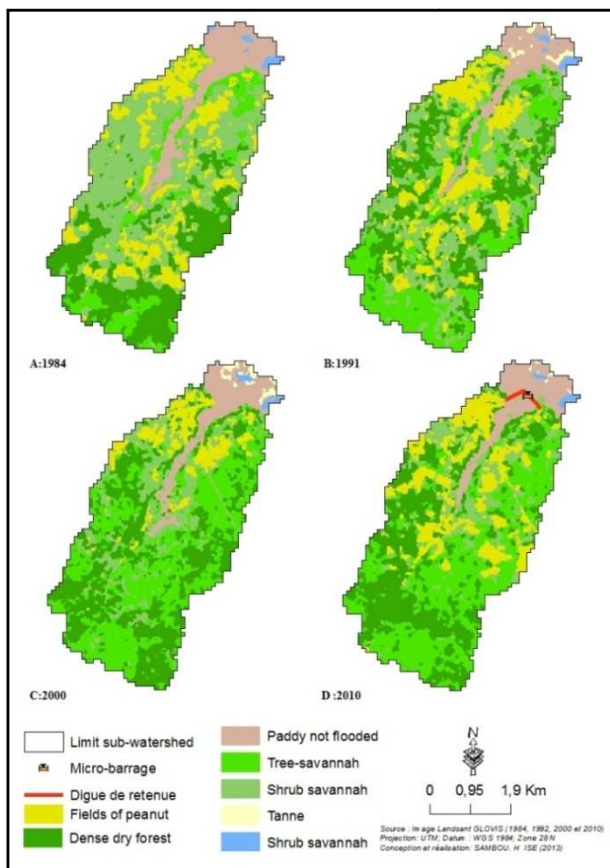 A:1984
B:1991
C:2000
D :2010
Limit sub-watershed
Micro-barrage
Digue de retenue
Fields of peanut
Dense dry forest
Paddy not flooded
Tree-savannah
Shrub savannah
Tanne
Shrub savannah
N
0 0,95 1,9 Km
Source : Image Landsant GLOVIS (1984, 1992, 2000 et 2010)
Projection: UTM; Datum : WGS 1984; Zone 28 N
Conception et réalisation: SAMBOU. H ISE (2013)